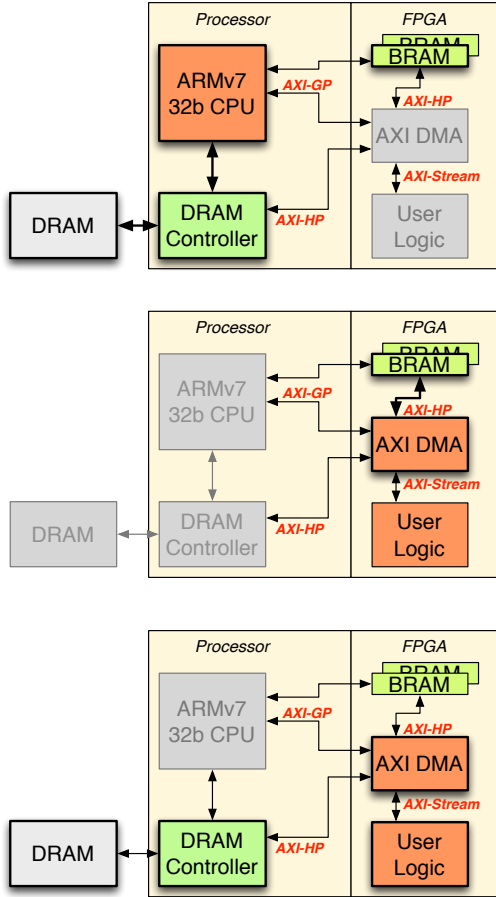 Processor
FPGA
BRAM
BRAM
ARMv7
32b CPU
AXI-GP
AXI-HP
AXI DMA
AXI-Stream
DRAM
DRAM
Controller
AXI-HP
User
Logic
Processor
FPGA
BRAM
BRAM
ARMv7
32b CPU
AXI-GP
AXI-HP
AXI DMA
AXI-Stream
DRAM
DRAM
Controller
AXI-HP
User
Logic
Processor
FPGA
BRAM
BRAM
ARMv7
32b CPU
AXI-GP
AXI-HP
AXI DMA
AXI-Stream
DRAM
DRAM
Controller
AXI-HP
User
Logic